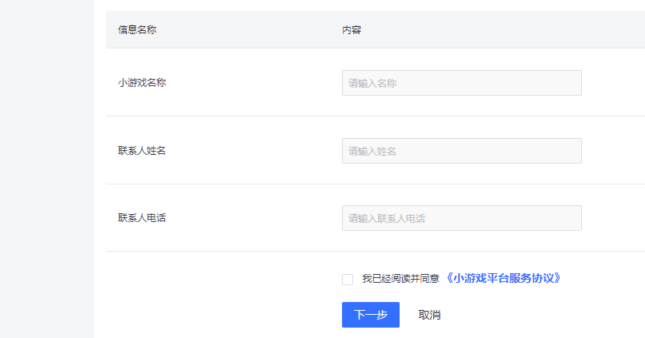 信息名称 内容
小游戏名称 请输入名称
联系人姓名 请输入姓名
联系人电话 请输入联系人电话
我已经阅读并同意 《小游戏平台服务协议》
下一步 取消